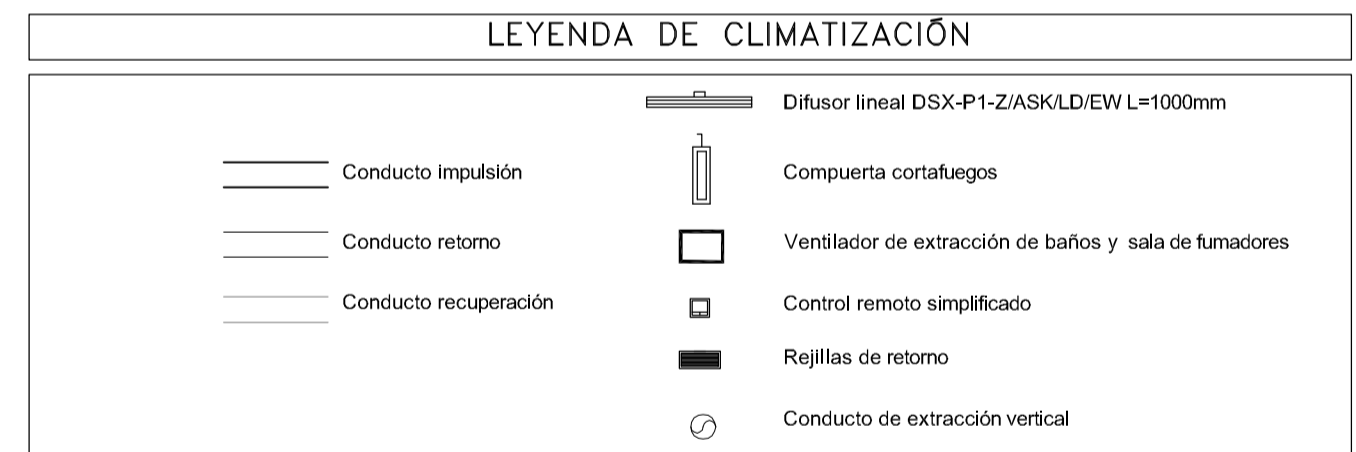 LEYENDA DE CLIMATIZACIÓN
Difusor lineal DSX-P1-Z/ASK/LD/EW L=1000mm
Conducto impulsión
Compuerta cortafuegos
Conducto retorno
Ventilador de extracción de baños y sala de fumadores
Conducto recuperación
Control remoto simplificado
Rejillas de retorno
Conducto de extracción vertical